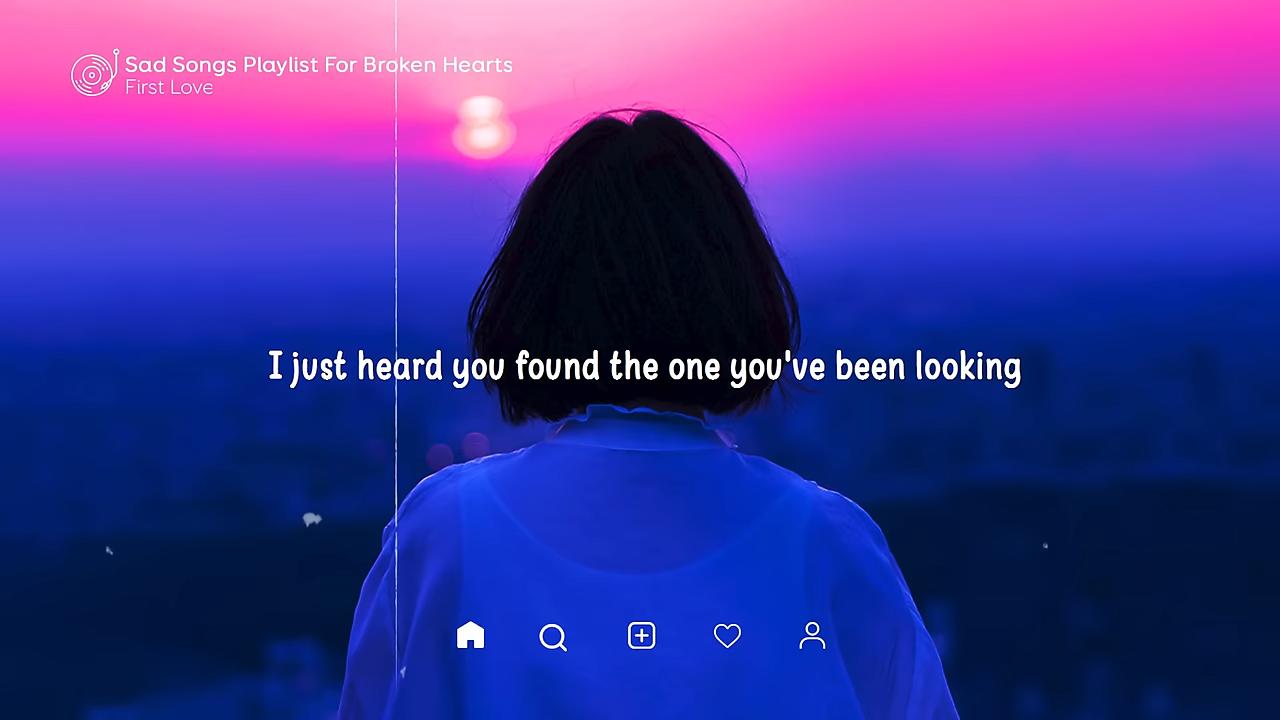 Sad Songs Playlist For Broken Hearts
First Love
I just heard you found the one you've been looking